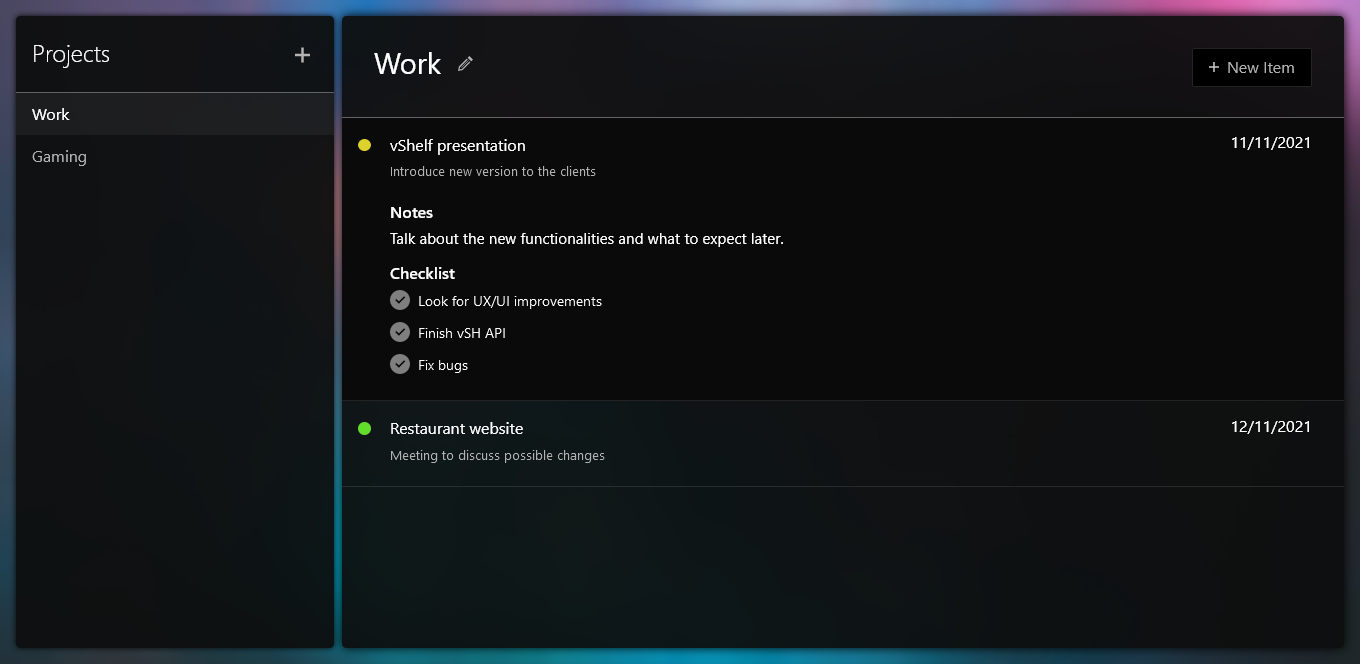 Projects
Work
Gaming
Work
+ New Item
vShelf presentation
11/11/2021
Introduce new version to the clients
Notes
Talk about the new functionalities and what to expect later.
Checklist
Look for UX/UI improvements
Finish vSH API
Fix bugs
Restaurant website
12/11/2021
Meeting to discuss possible changes